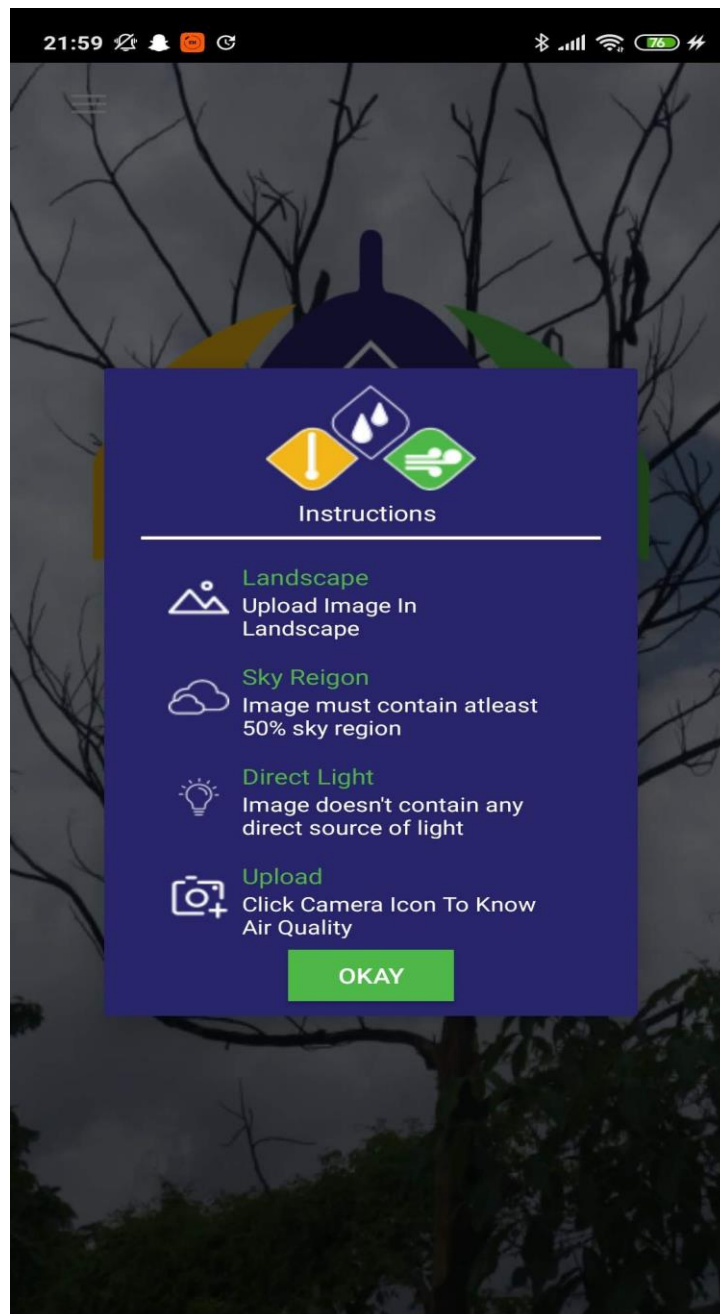 21:59
76
Instructions
Landscape
Upload Image In
Landscape
Sky Reigon
Image must contain atleast
50% sky region
Direct Light
Image doesn't contain any
direct source of light
Upload
Click Camera Icon To Know
Air Quality
OKAY